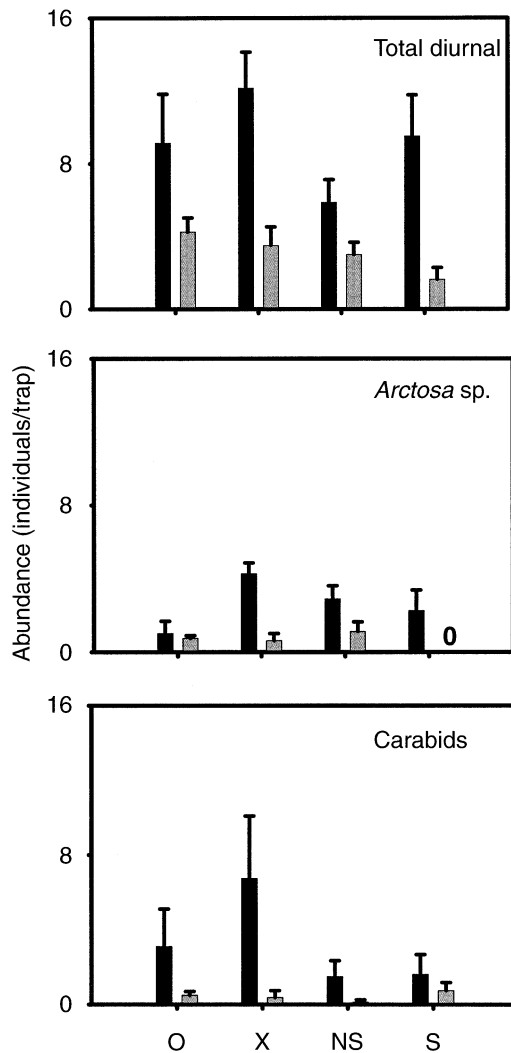 16
Total diurnal
8
0
16
Arctosa sp.
8
0
0
Abundance (individuals/trap)
16
Carabids
8
0
O X NS S